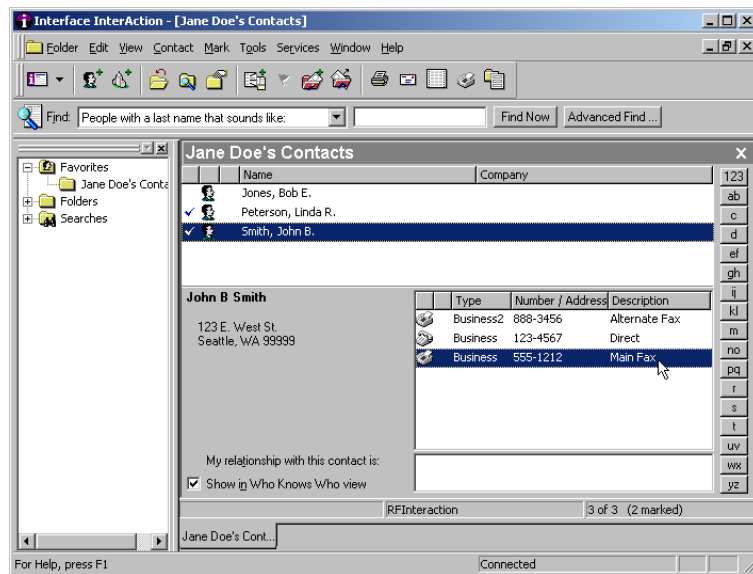 Interface InterAction - [Jane Doe's Contacts]
Folder Edit View Contact Mark Tools Services Window Help
Find: People with a last name that sounds like: Find Now Advanced Find ...
Favorites
Jane Doe's Conta
Folders
Searches
Jane Doe's Contacts
Name Company
Jones, Bob E.
Peterson, Linda R.
Smith, John B.
John B Smith
123 E. West St.
Seattle, WA 99999
Type Number / Address Description
Business2 888-3456 Alternate Fax
Business 123-4567 Direct
Business 555-1212 Main Fax
My relationship with this contact is:
Show in Who Knows Who view
123
ab
c
d
ef
gh
ij
kl
m
no
pq
r
s
t
uv
wx
yz
RFInteraction 3 of 3 (2 marked)
Jane Doe's Cont...
For Help, press F1 Connected